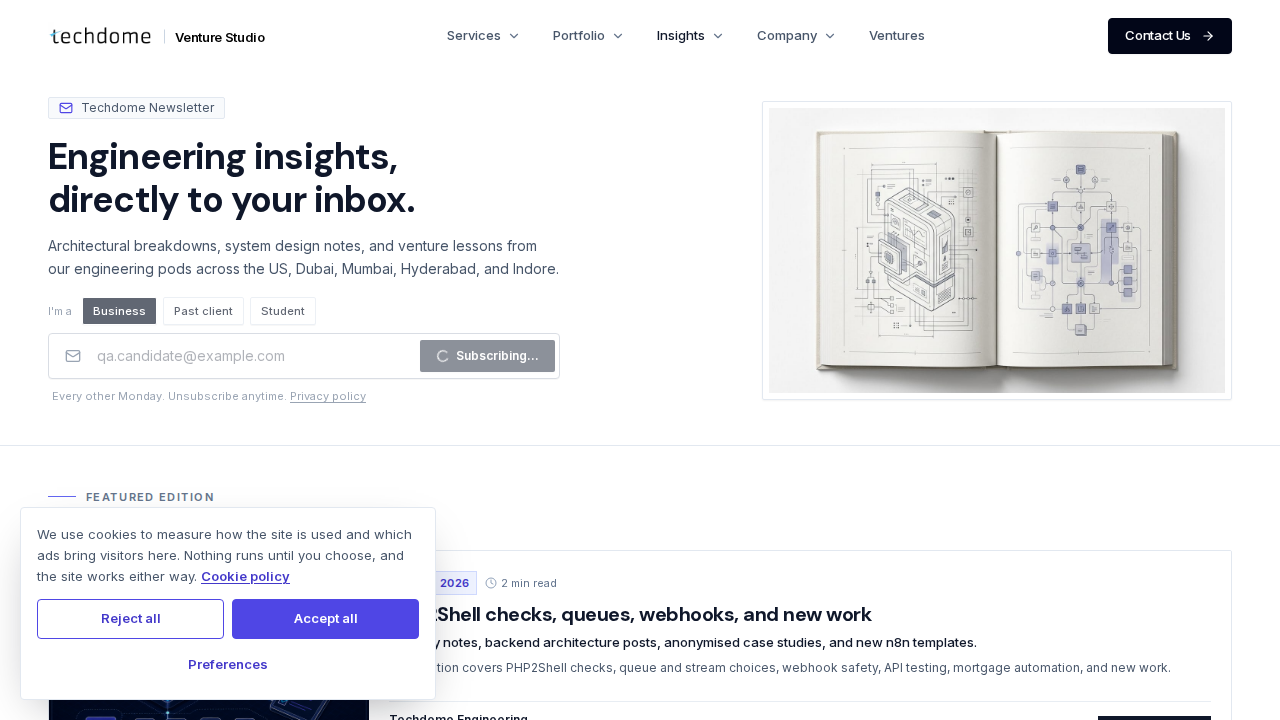 techdome Venture Studio
Services Portfolio Insights Company Ventures
Contact Us
Techdome Newsletter
Engineering insights,
directly to your inbox.
Architectural breakdowns, system design notes, and venture lessons from
our engineering pods across the US, Dubai, Mumbai, Hyderabad, and Indore.
I'm a Business Past client Student
qa.candidate@example.com Subscribing...
Every other Monday. Unsubscribe anytime. Privacy policy
FEATURED EDITION
We use cookies to measure how the site is used and which
ads bring visitors here. Nothing runs until you choose, and
the site works either way. Cookie policy
Reject all Accept all
Preferences
2026 2 min read
2Shell checks, queues, webhooks, and new work
notes, backend architecture posts, anonymised case studies, and new n8n templates.
covers PHP2Shell checks, queue and stream choices, webhook safety, API testing, mortgage automation, and new work.
Techdome Engineering